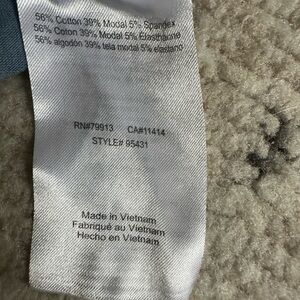 56% Cotton 39% Modal 5% Spandex
56% Coton 39% Modal 5% Élasthanne
56% algodón 39% tela modal 5% elastano
RN#79913 CA#11414
STYLE# 95431
Made in Vietnam
Fabriqué au Vietnam
Hecho en Vietnam